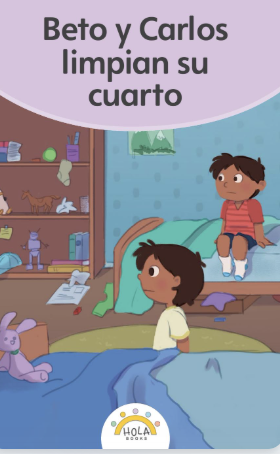 Beto y Carlos
limpian su
cuarto
HOLA
BOOKS